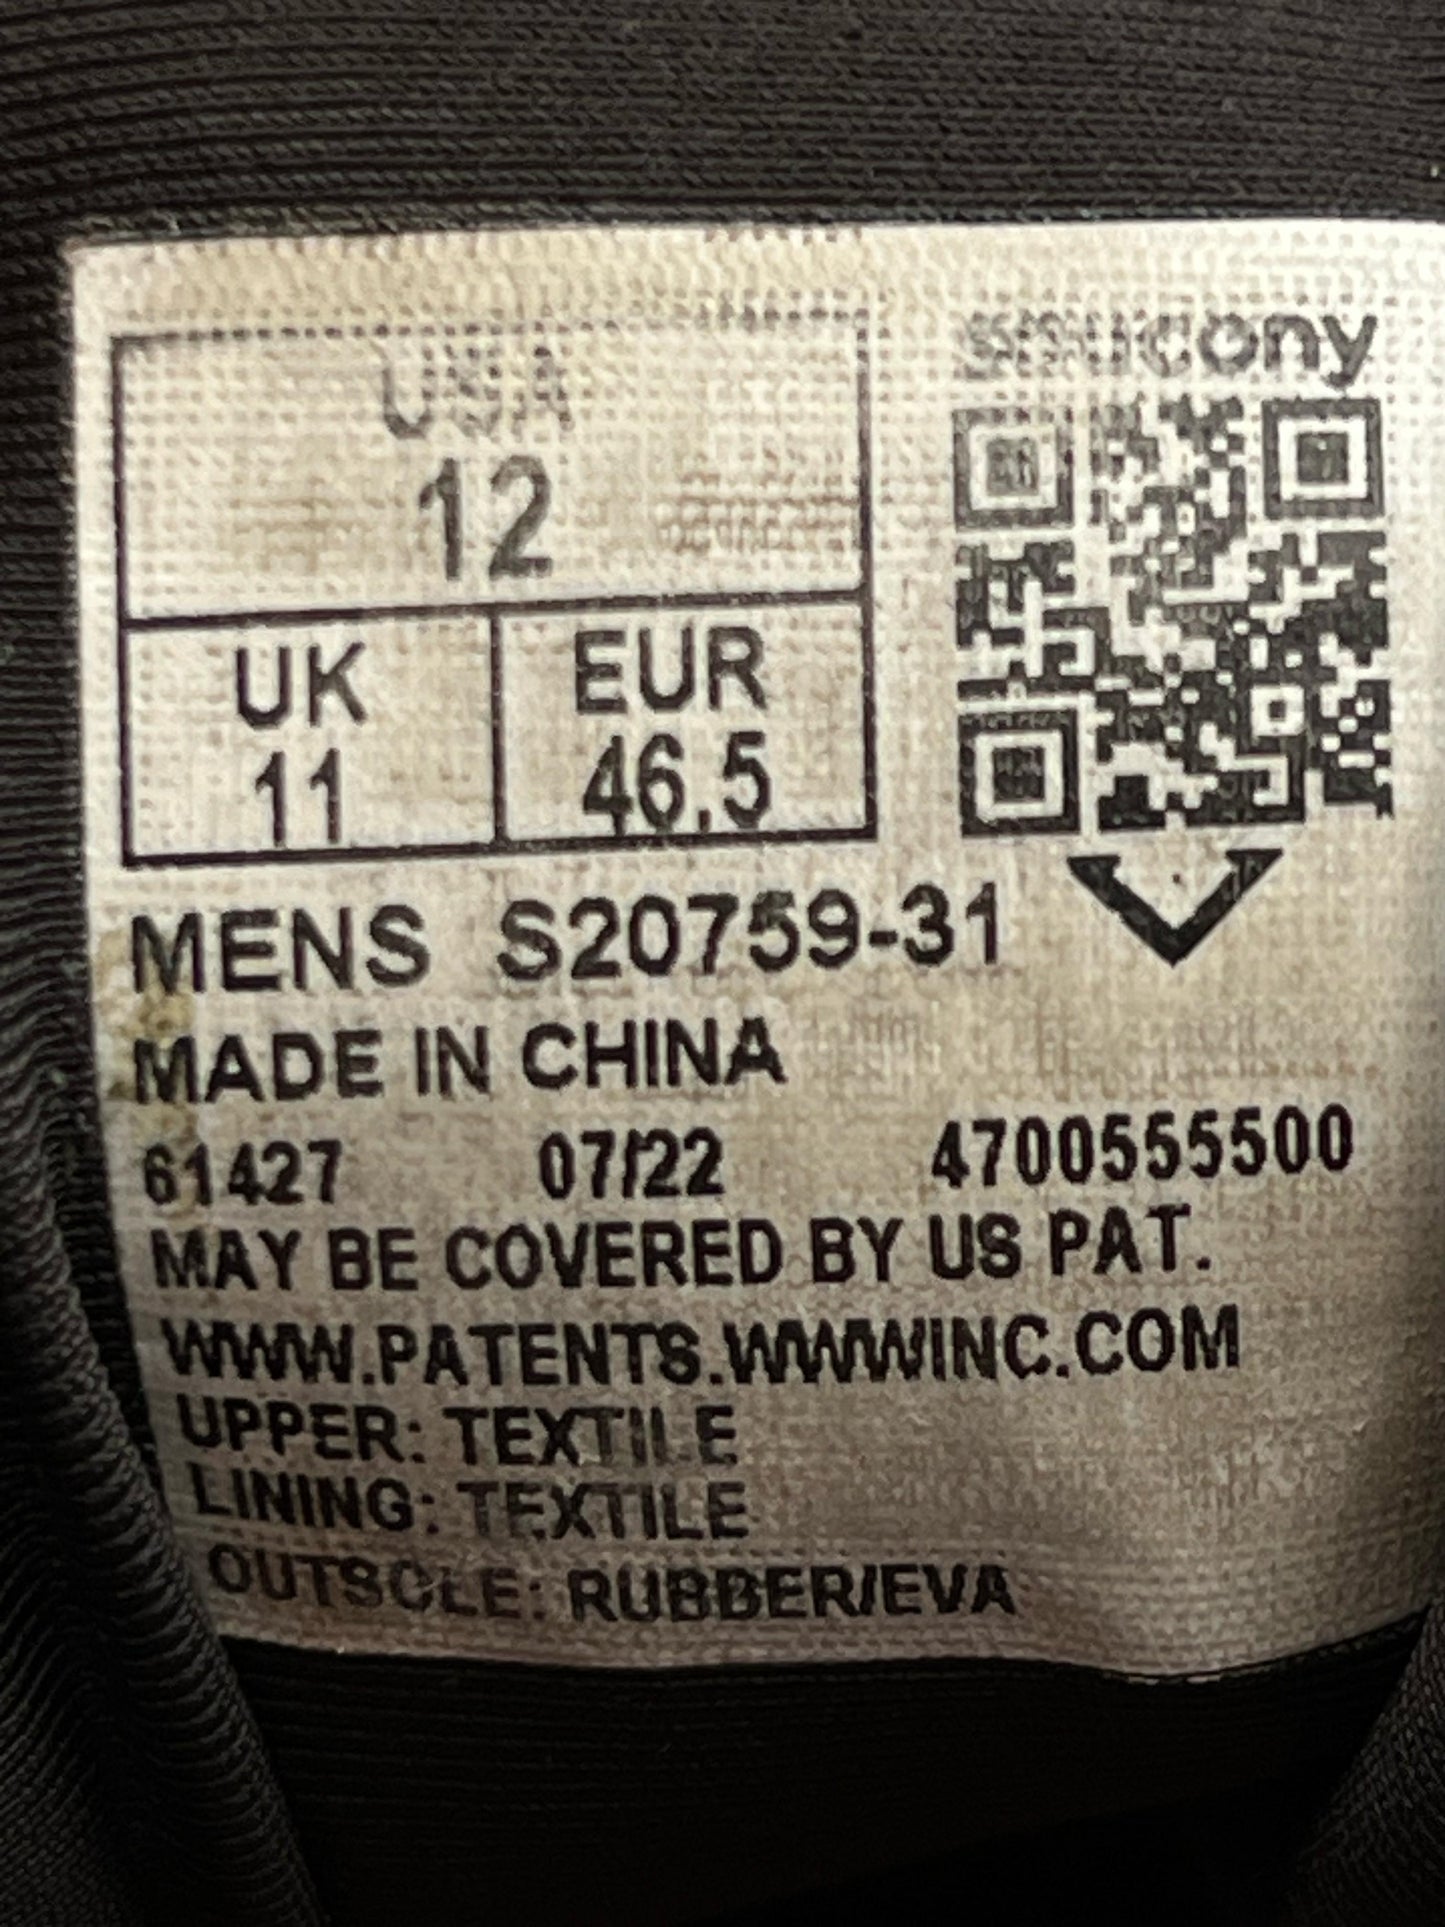 USA
12
saucony
UK
11
EUR
46.5
MENS S20759-31
MADE IN CHINA
61427 07/22 4700555500
MAY BE COVERED BY US PAT.
WWW.PATENTS.WWWINC.COM
UPPER: TEXTILE
LINING: TEXTILE
OUTSOLE: RUBBER/EVA